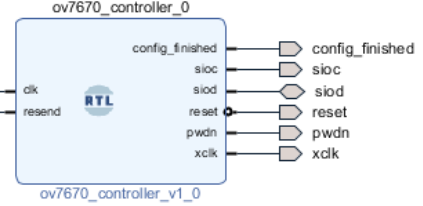 ov7670_controller_0
config_finished
config_finished
sioc
sioc
clk
siod
siod
RTL
resend
reset
reset
pwdn
pwdn
xclk
xclk
ov7670_controller_v1_0